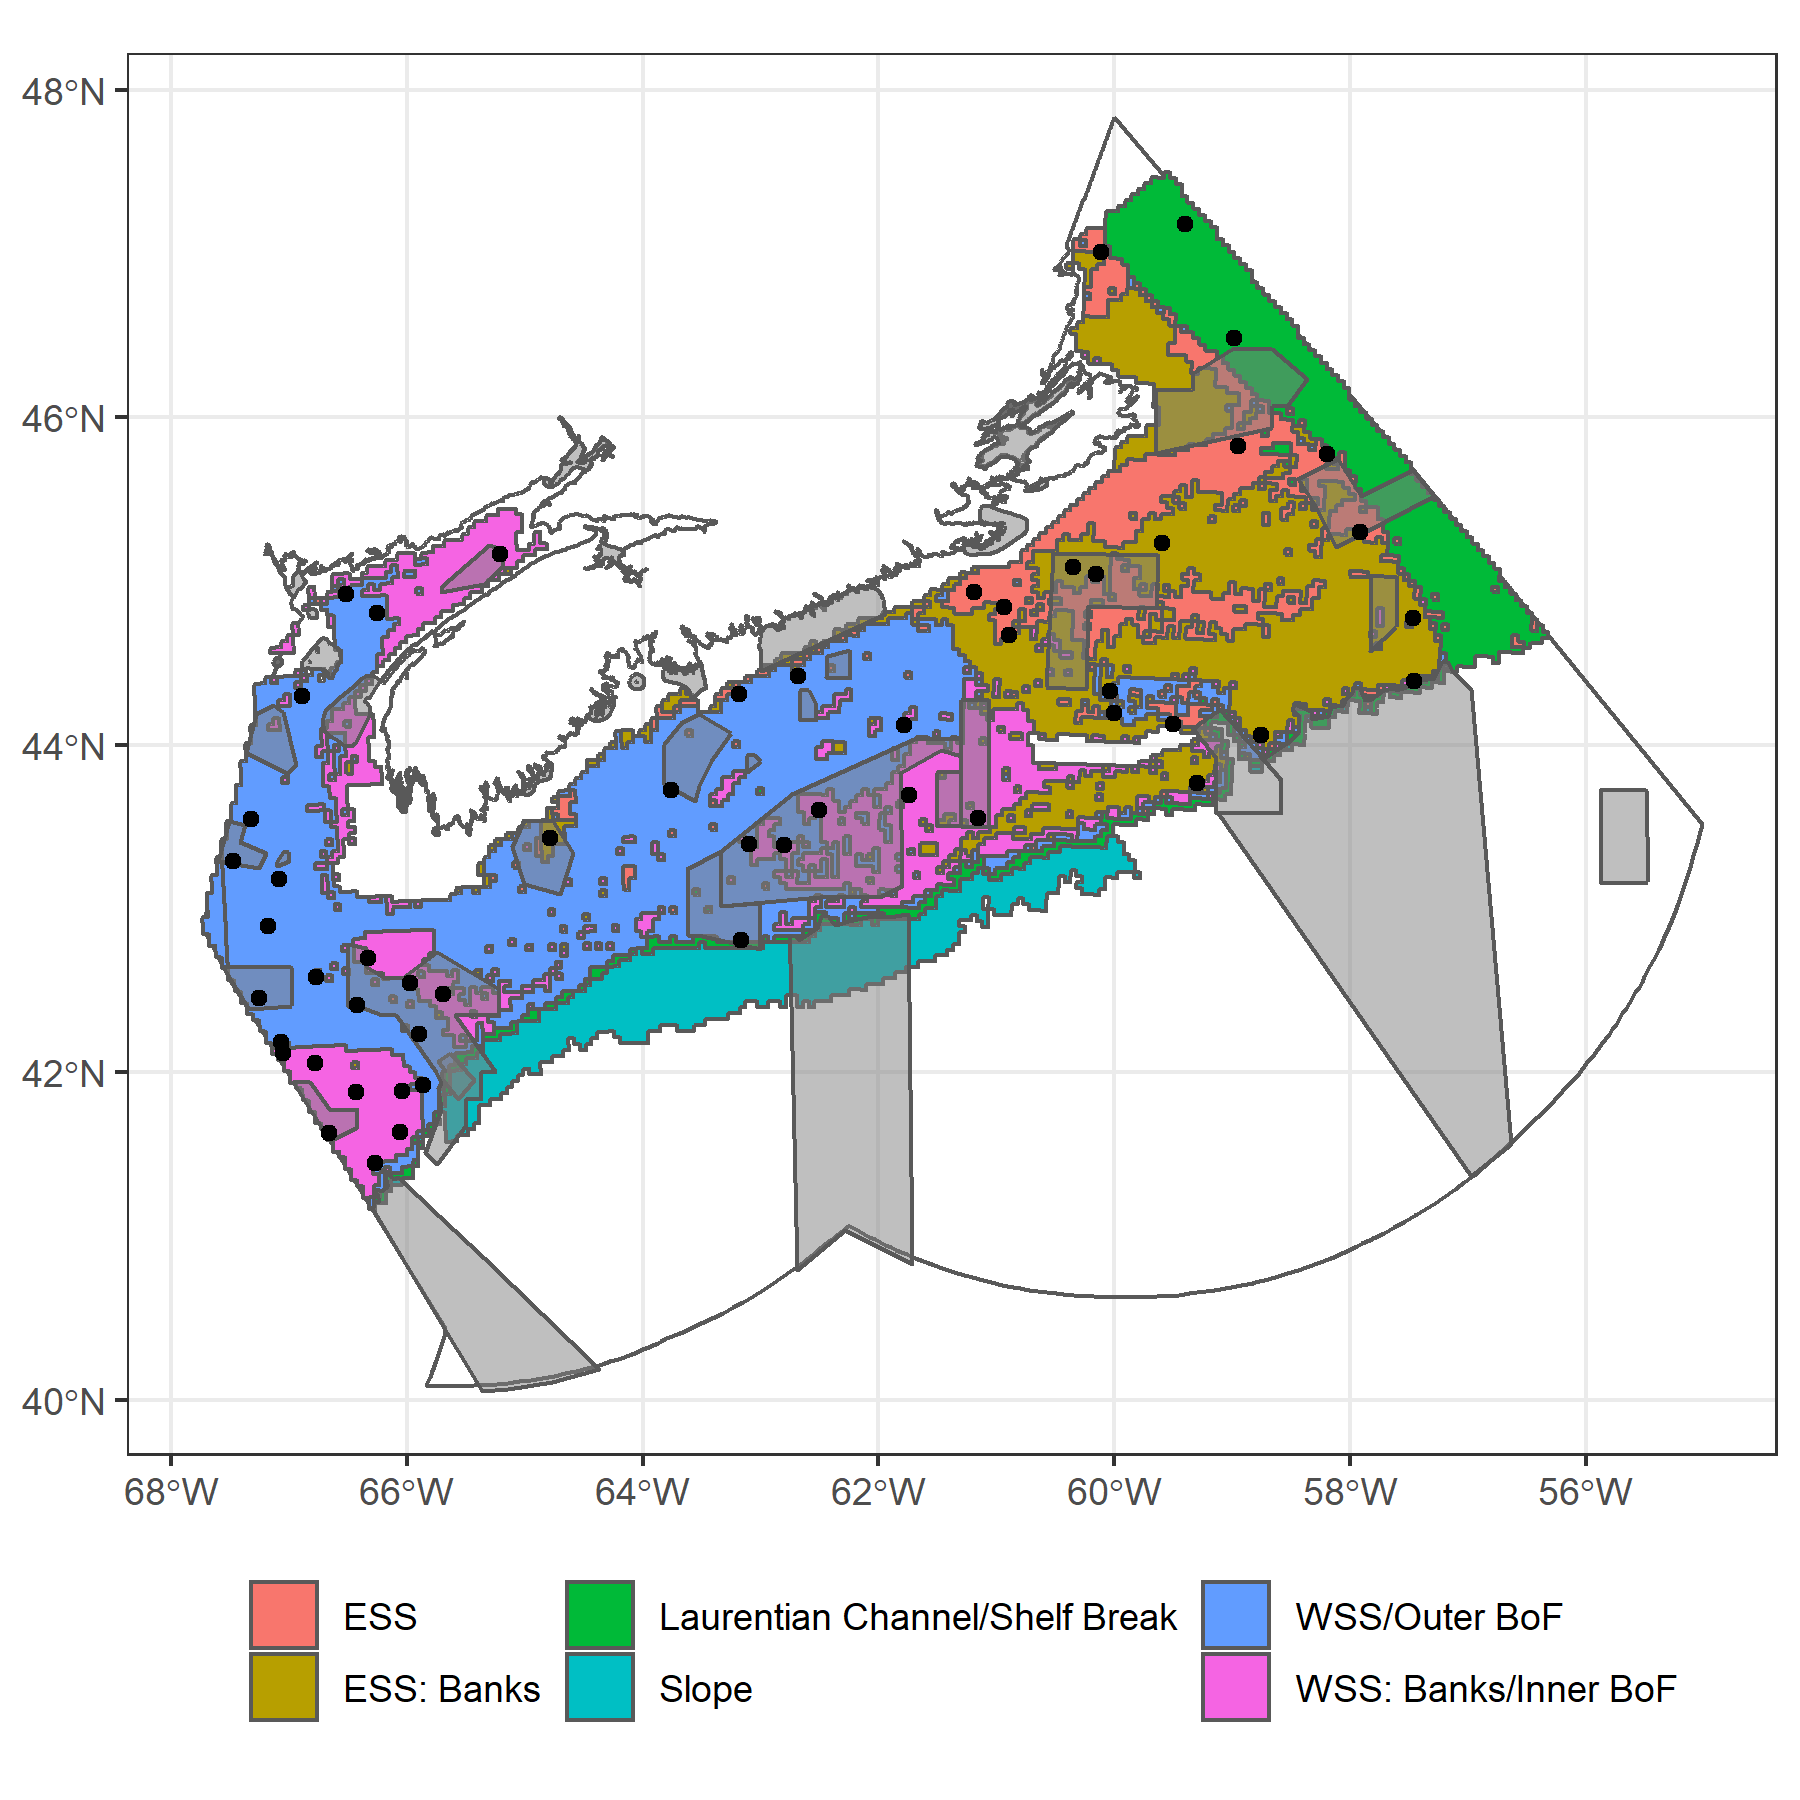 48°N
46°N
44°N
42°N
40°N
68°W 66°W 64°W 62°W 60°W 58°W 56°W
ESS Laurentian Channel/Shelf Break WSS/Outer BoF
ESS: Banks Slope WSS: Banks/Inner BoF